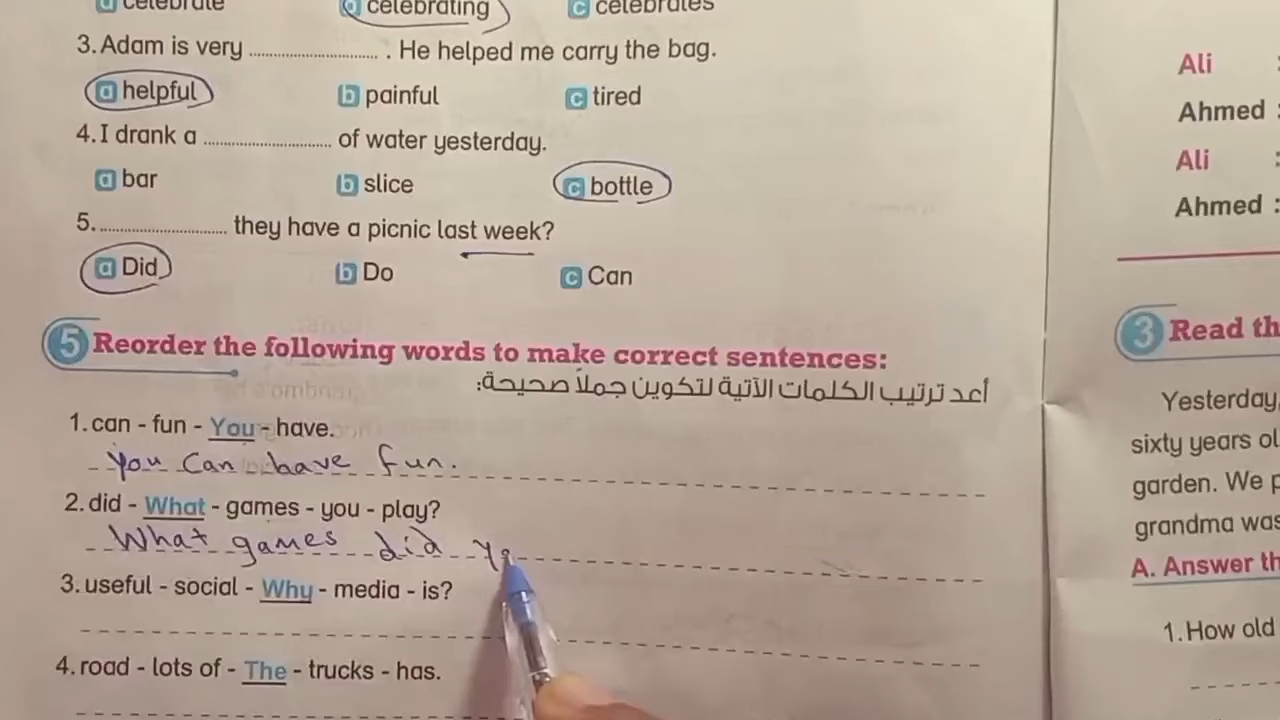 a celebrate b celebrating c celebrates
3. Adam is very ........................ . He helped me carry the bag.
a helpful b painful c tired
4. I drank a ........................ of water yesterday.
a bar b slice c bottle
5. ........................ they have a picnic last week?
a Did b Do c Can
5 Reorder the following words to make correct sentences:
أعد ترتيب الكلمات الآتية لتكوين جملاً صحيحة:
1. can - fun - You - have.
You Can have fun.
2. did - What - games - you - play?
What games did yo
3. useful - social - Why - media - is?
4. road - lots of - The - trucks - has.
Ali :
Ahmed :
Ali :
Ahmed :
3 Read th
Yesterday,
sixty years ol
garden. We p
grandma was
A. Answer th
1. How old